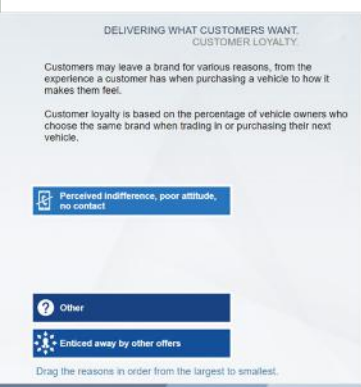 DELIVERING WHAT CUSTOMERS WANT.
CUSTOMER LOYALTY.
Customers may leave a brand for various reasons, from the
experience a customer has when purchasing a vehicle to how it
makes them feel.
Customer loyalty is based on the percentage of vehicle owners who
choose the same brand when trading in or purchasing their next
vehicle.
Perceived indifference, poor attitude,
no contact
? Other
Enticed away by other offers
Drag the reasons in order from the largest to smallest.